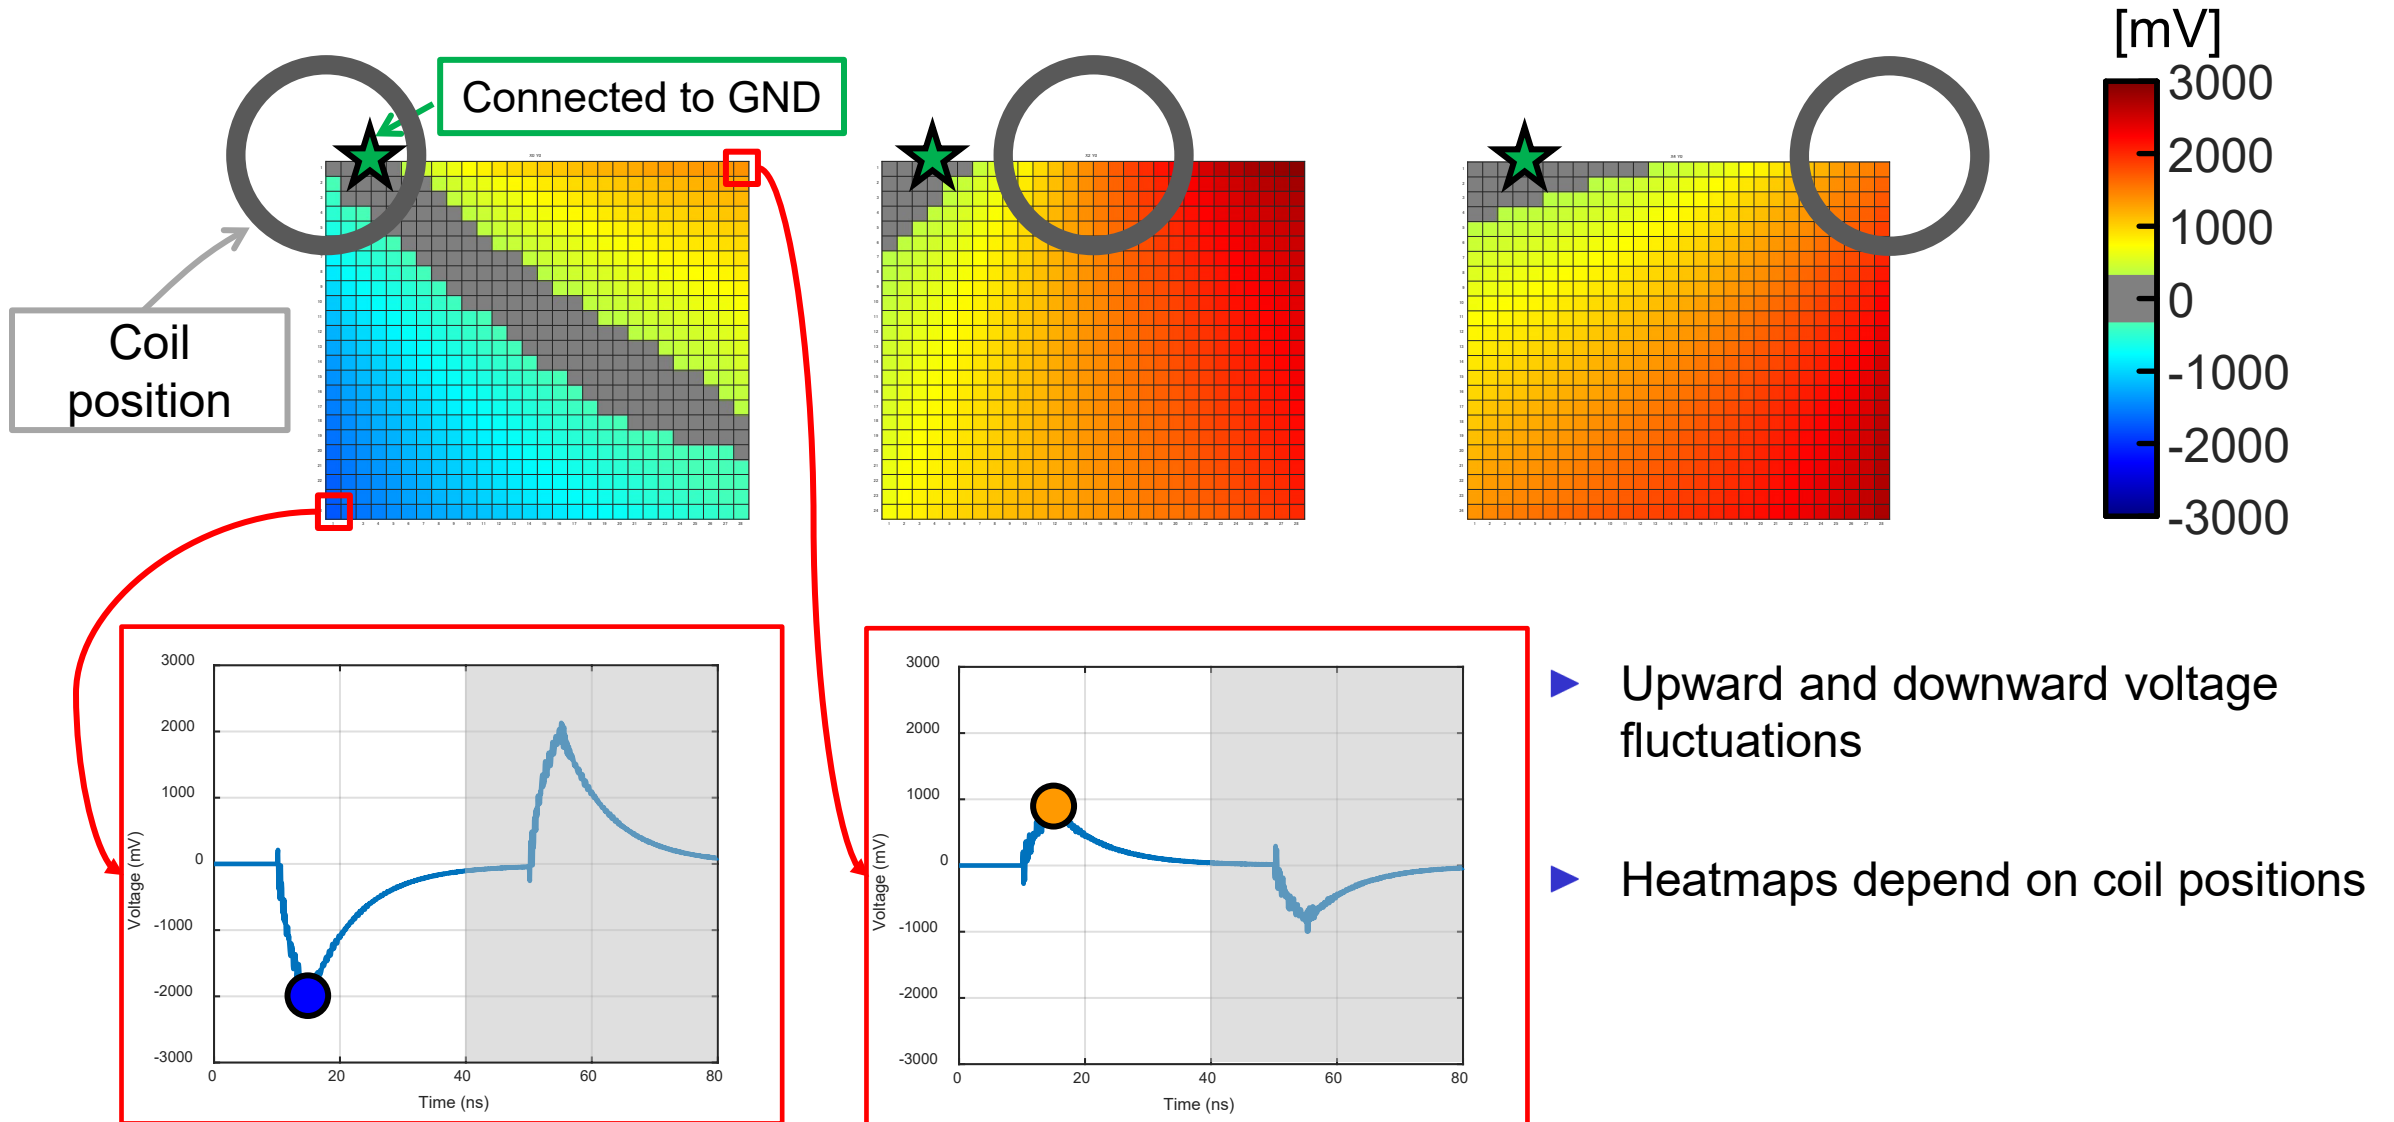 [mV]
Connected to GND
3000
2000
1000
0
-1000
-2000
-3000
Coil
position
3000
2000
1000
0
-1000
-2000
-3000
Voltage (mV)
0
20
40
60
80
Time (ns)
3000
2000
1000
0
-1000
-2000
-3000
Voltage (mV)
0
20
40
60
80
Time (ns)
Upward and downward voltage
fluctuations
Heatmaps depend on coil positions